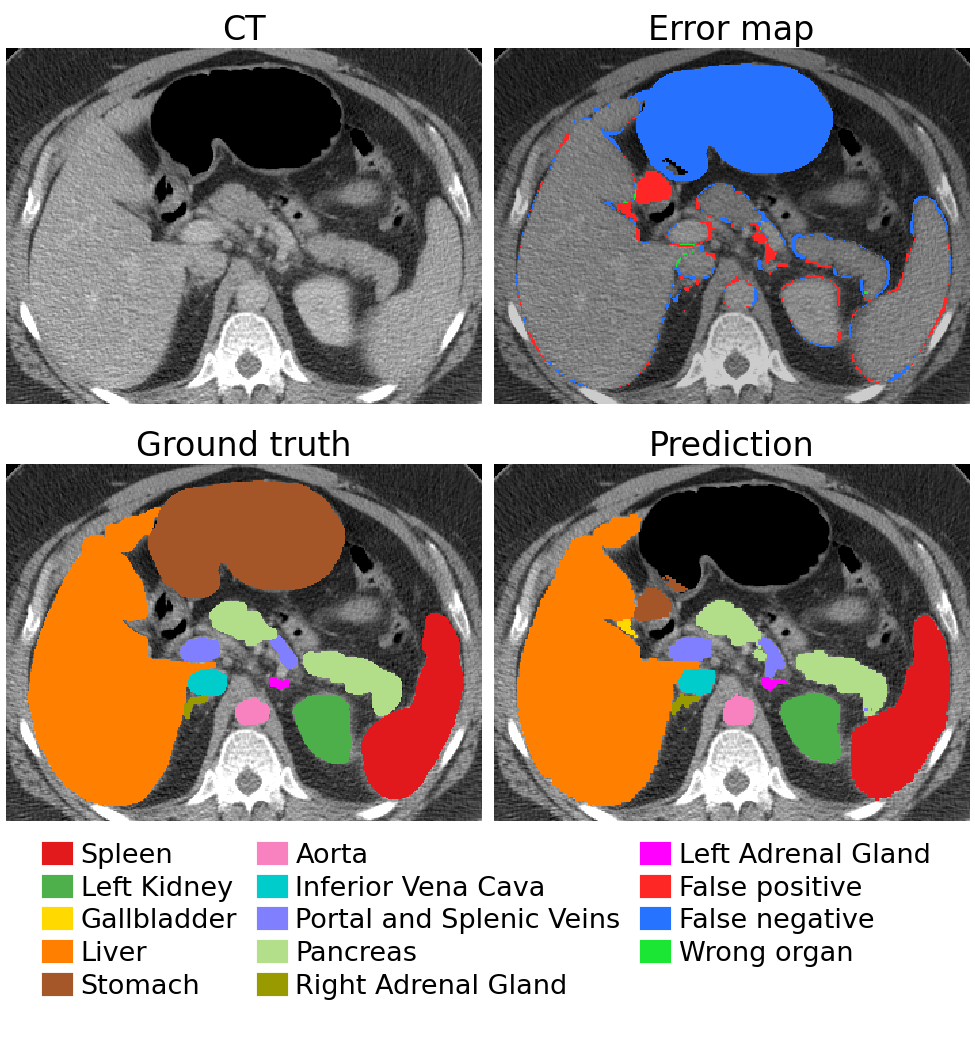 CT
Error map
Ground truth
Prediction
Spleen
Left Kidney
Gallbladder
Liver
Stomach
Aorta
Inferior Vena Cava
Portal and Splenic Veins
Pancreas
Right Adrenal Gland
Left Adrenal Gland
False positive
False negative
Wrong organ